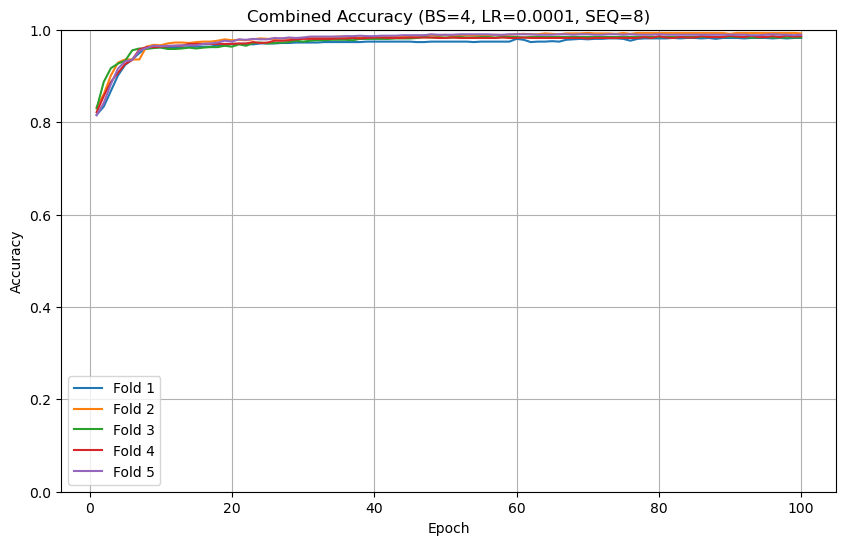 Combined Accuracy (BS=4, LR=0.0001, SEQ=8)
1.0
0.8
0.6
0.4
0.2
0.0
Accuracy
Fold 1
Fold 2
Fold 3
Fold 4
Fold 5
0 20 40 60 80 100
Epoch